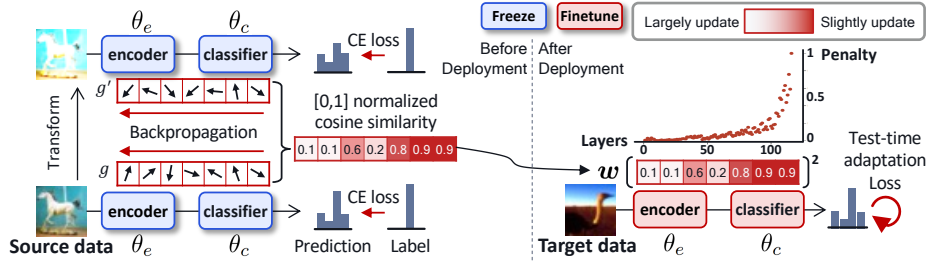 θe
θc
Freeze
Finetune
Largely update
Slightly update
encoder
classifier
CE loss
Before
Deployment
After
Deployment
1
Penalty
g′
0.5
[0,1] normalized
cosine similarity
Transform
Backpropagation
Layers
0
50
100
0
0.1 0.1 0.6 0.2 0.8 0.9 0.9
Test-time
adaptation
g
w
0.1 0.1 0.6 0.2 0.8 0.9 0.9
2
Loss
CE loss
encoder
classifier
encoder
classifier
Source data
θe
θc
Prediction
Label
Target data
θe
θc